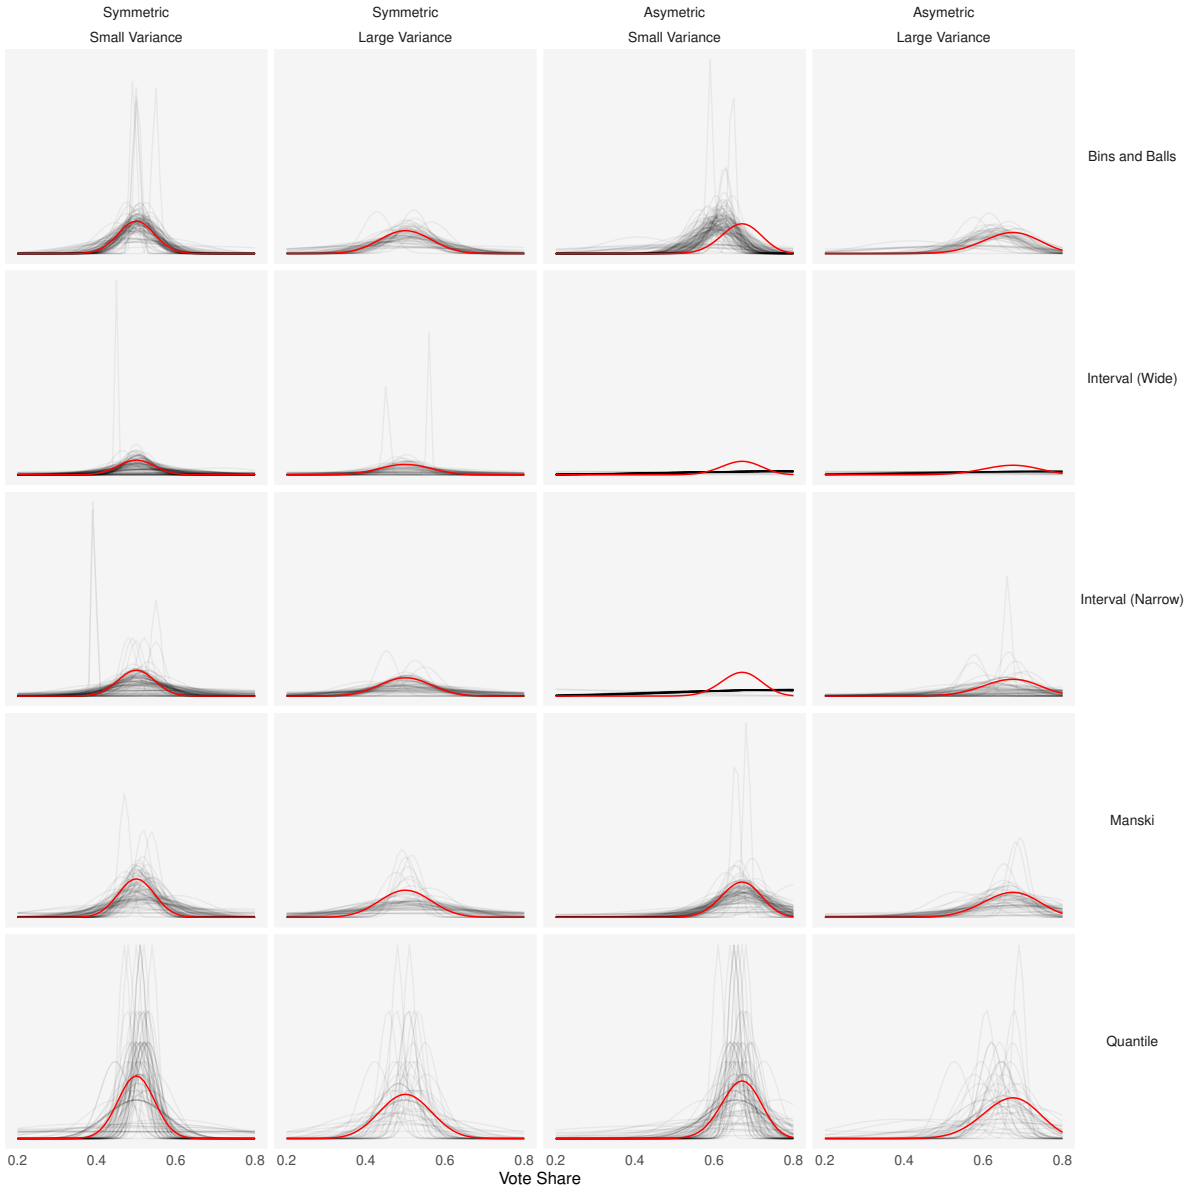 Symmetric Symmetric Asymetric Asymetric
Small Variance Large Variance Small Variance Large Variance
Bins and Balls
Interval (Wide)
Interval (Narrow)
Manski
Quantile
0.2 0.4 0.6 0.8 0.2 0.4 0.6 0.8 0.2 0.4 0.6 0.8 0.2 0.4 0.6 0.8
Vote Share